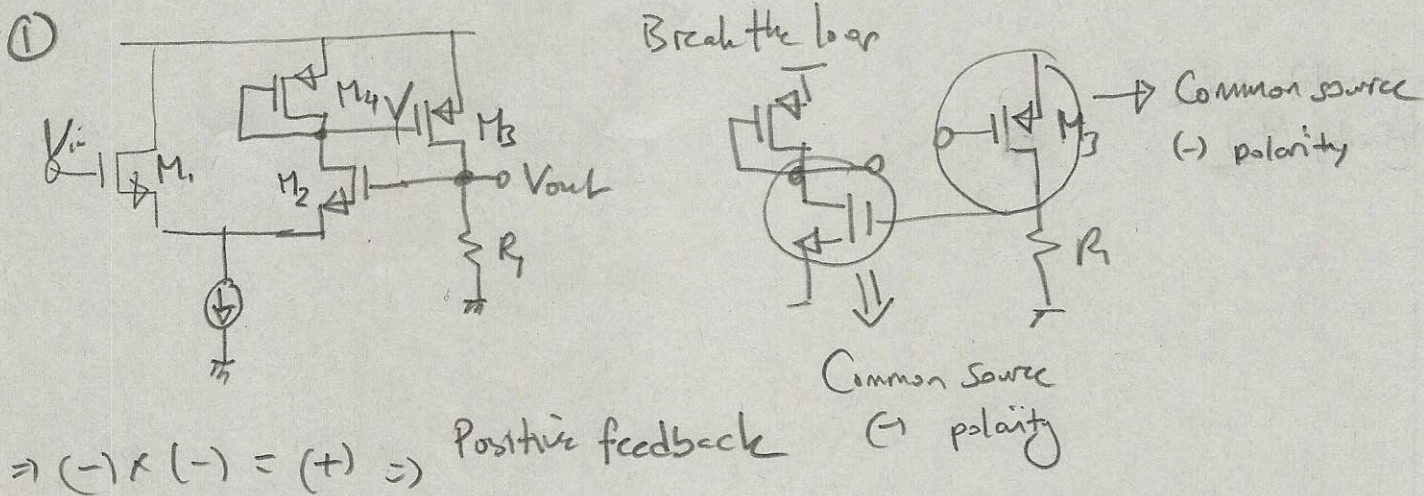 ①
Break the loop
Vin
M1
M4
M3
M2
Vout
R1
M3
→ Common source
(-) polarity
R1
Common source
(-) polarity
⇒ (-) x (-) = (+) ⇒ Positive feedback